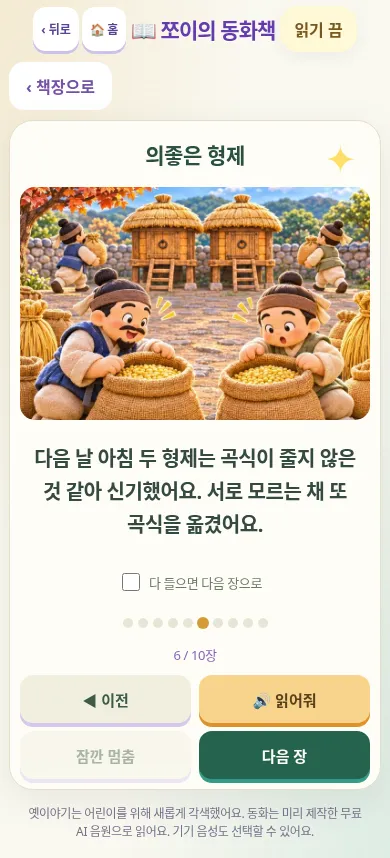 ‹ 뒤로 🏠 홈 📖 쪼이의 동화책 읽기 끔
‹ 책장으로
의좋은 형제
다음 날 아침 두 형제는 곡식이 줄지 않은
것 같아 신기했어요. 서로 모르는 채 또
곡식을 옮겼어요.
다 들으면 다음 장으로
6 / 10장
◀ 이전 🔊 읽어줘
잠깐 멈춤 다음 장
옛이야기는 어린이를 위해 새롭게 각색했어요. 동화는 미리 제작한 무료
AI 음원으로 읽어요. 기기 음성도 선택할 수 있어요.